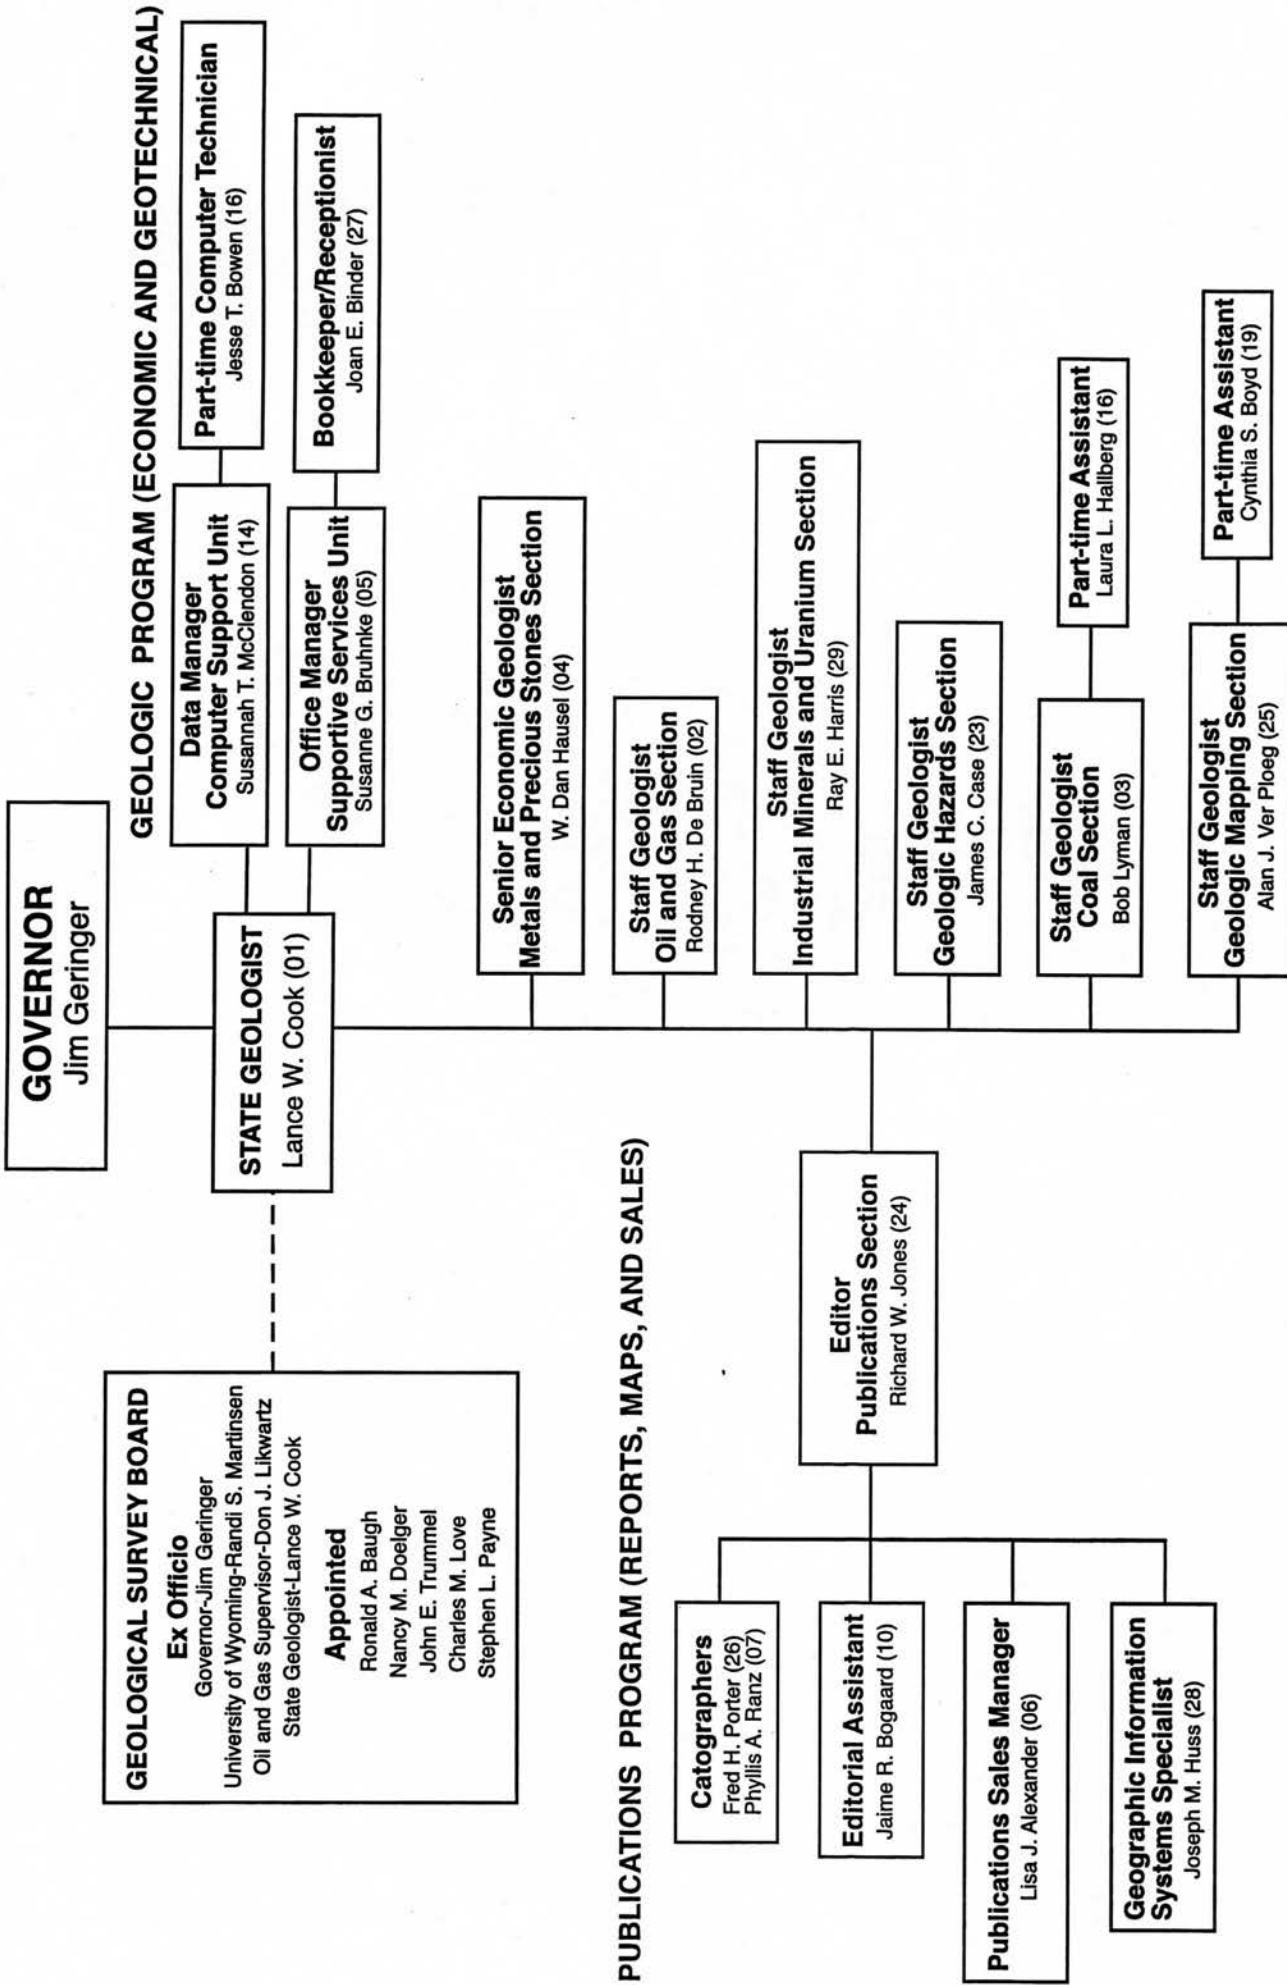 GOVERNOR
Jim Geringer
GEOLOGICAL SURVEY BOARD
Ex Officio
Governor-Jim Geringer
University of Wyoming-Randi S. Martinsen
Oil and Gas Supervisor-Don J. Likwartz
State Geologist-Lance W. Cook
Appointed
Ronald A. Baugh
Nancy M. Doelger
John E. Trummel
Charles M. Love
Stephen L. Payne
STATE GEOLOGIST
Lance W. Cook (01)
GEOLOGIC PROGRAM (ECONOMIC AND GEOTECHNICAL)
Data Manager
Computer Support Unit
Susannah T. McClendon (14)
Part-time Computer Technician
Jesse T. Bowen (16)
Office Manager
Supportive Services Unit
Susanne G. Bruhnke (05)
Bookkeeper/Receptionist
Joan E. Binder (27)
Senior Economic Geologist
Metals and Precious Stones Section
W. Dan Hausel (04)
Staff Geologist
Oil and Gas Section
Rodney H. De Bruin (02)
Staff Geologist
Industrial Minerals and Uranium Section
Ray E. Harris (29)
Staff Geologist
Geologic Hazards Section
James C. Case (23)
Staff Geologist
Coal Section
Bob Lyman (03)
Part-time Assistant
Laura L. Hallberg (16)
Staff Geologist
Geologic Mapping Section
Alan J. Ver Ploeg (25)
Part-time Assistant
Cynthia S. Boyd (19)
PUBLICATIONS PROGRAM (REPORTS, MAPS, AND SALES)
Editor
Publications Section
Richard W. Jones (24)
Catographers
Fred H. Porter (26)
Phyllis A. Ranz (07)
Editorial Assistant
Jaime R. Bogaard (10)
Publications Sales Manager
Lisa J. Alexander (06)
Geographic Information
Systems Specialist
Joseph M. Huss (28)